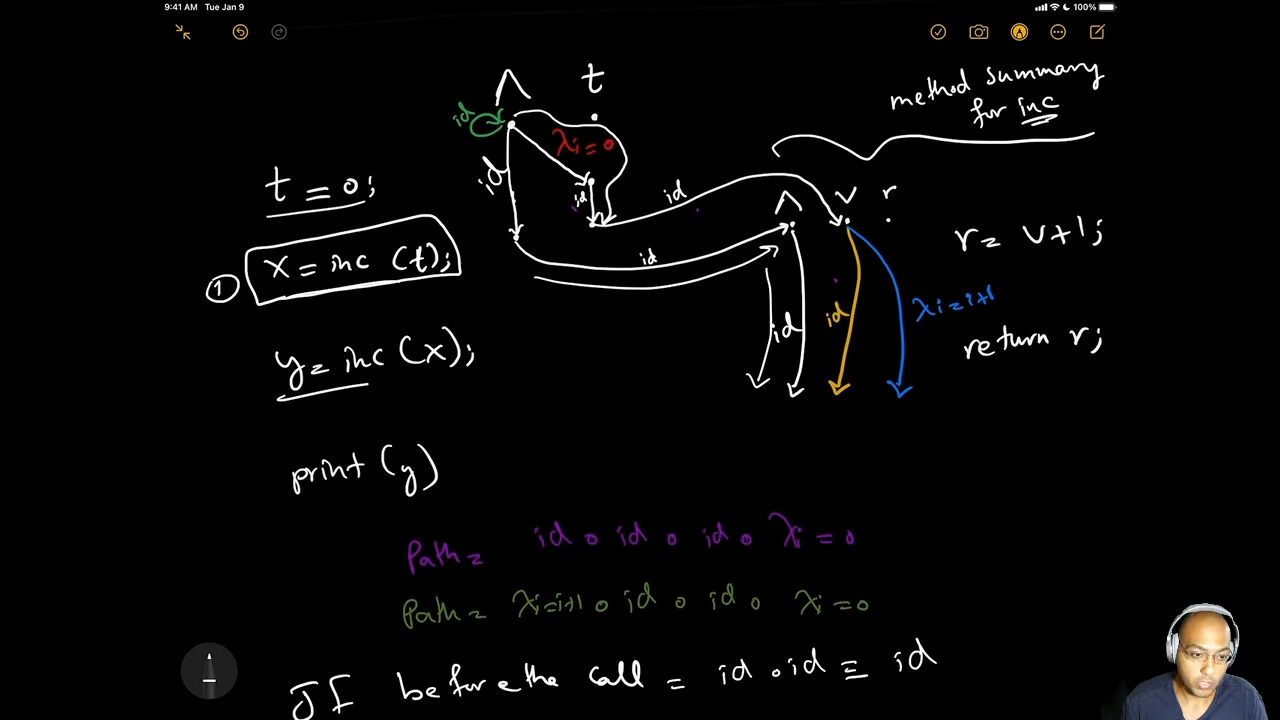 9:41 AM Tue Jan 9
100%
Λ t
method summary
for inc
id
λi = 0
id
id
id
t = 0;
Λ v r
r = v+1;
① x = inc (t);
id
id
id
λi=i+1
return r;
y = inc (x);
print (y)
Path = id ∘ id ∘ id ∘ λi = 0
Path = λi=i+1 ∘ id ∘ id ∘ λi = 0
JF before the call = id ∘ id ≡ id